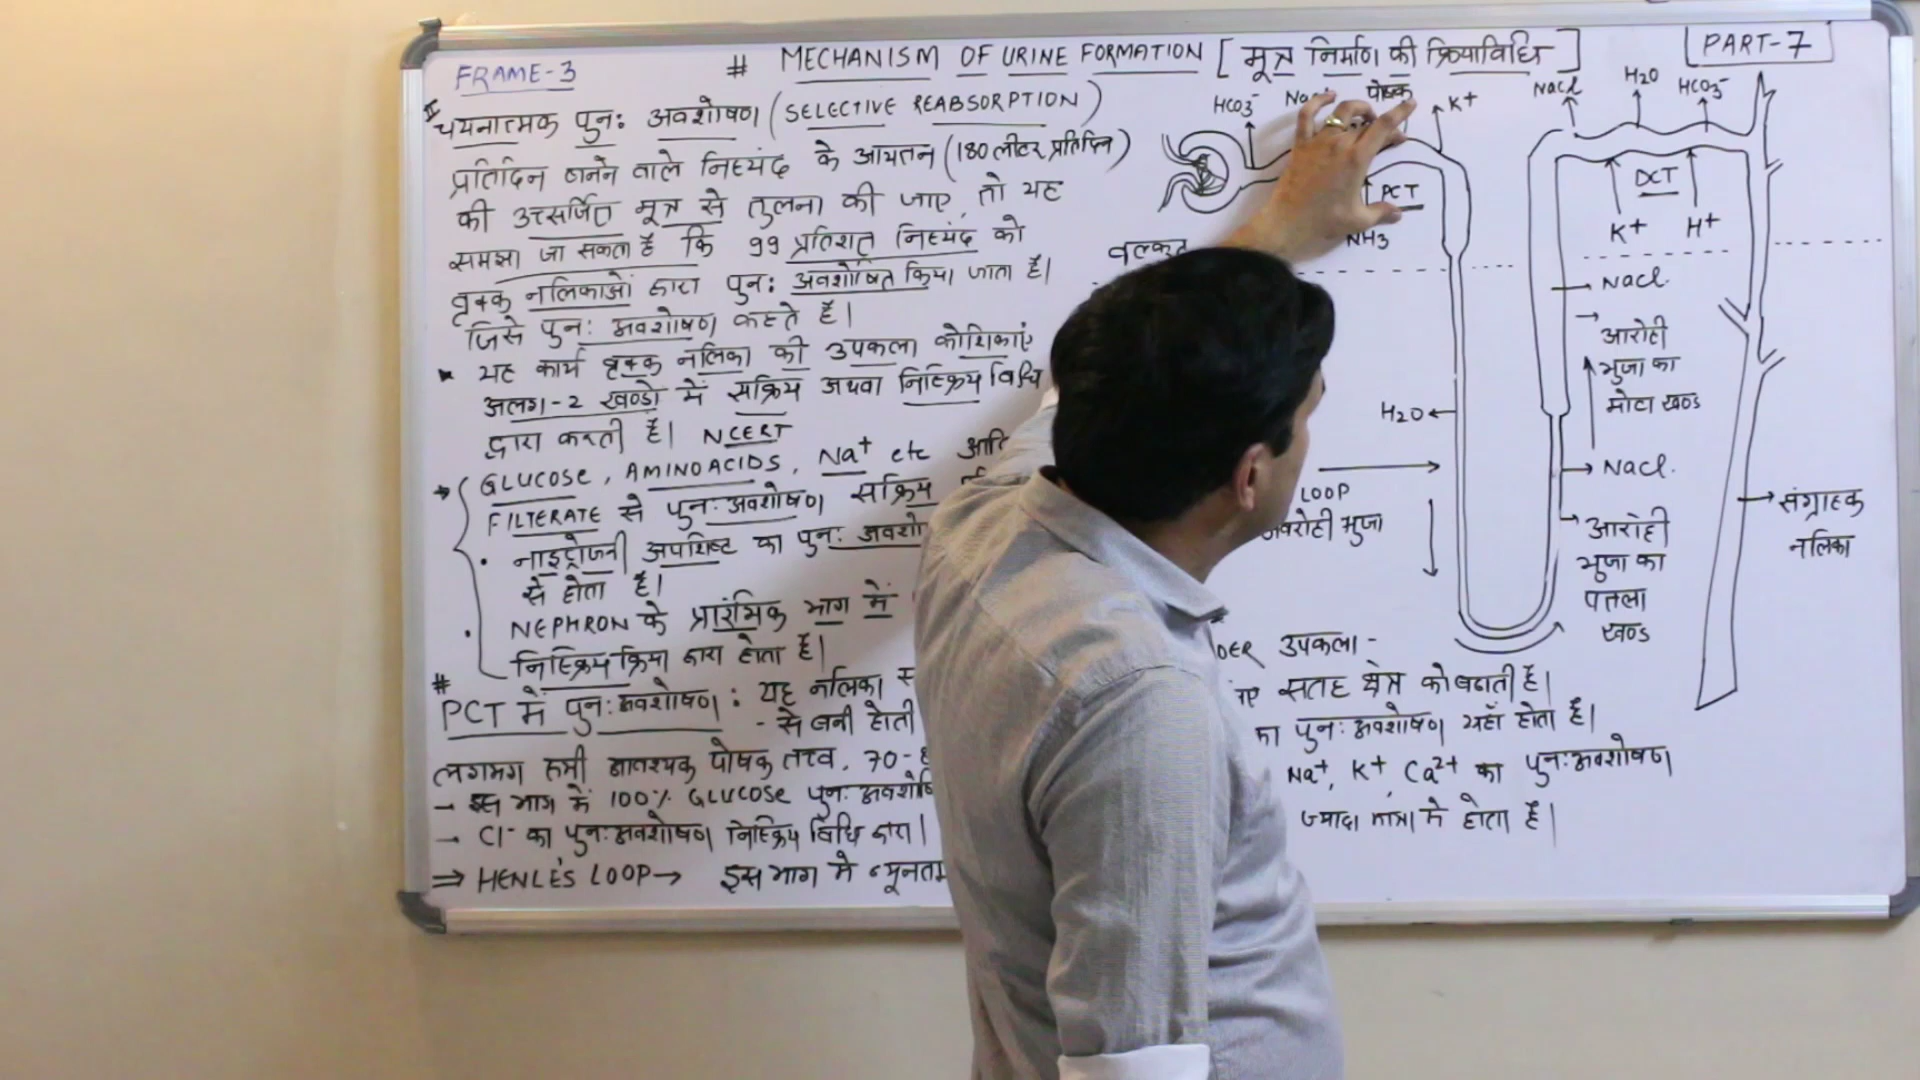 FRAME-3
# MECHANISM OF URINE FORMATION [मूत्र निर्माण की क्रियाविधि]
PART-7
II चयनात्मक पुनः अवशोषण (SELECTIVE REABSORPTION)
प्रतिदिन बनने वाले निष्यंद के आयतन (180 लीटर प्रतिदिन)
की उत्सर्जित मूत्र से तुलना की जाए, तो यह
समझा जा सकता है कि 99 प्रतिशत निष्यंद को
वृक्क नलिकाओं द्वारा पुनः अवशोषित किया जाता है।
जिसे पुनः अवशोषण कहते हैं।
* यह कार्य वृक्क नलिका की उपकला कोशिकाएं
अलग-2 खण्डो में सक्रिय अथवा निष्क्रिय विधि
द्वारा करती हैं। NCERT
→ GLUCOSE, AMINO ACIDS, Na+ etc
FILTERATE से पुनः अवशोषण सक्रिय
• नाइट्रोजनी अपशिष्ट का पुनः
से होता है।
• NEPHRON के प्रारंभिक भाग में
निष्क्रिय क्रिया द्वारा होता है।
# PCT में पुनः अवशोषण: यह नलिका
- से बनी होती
लगभग सभी आवश्यक पोषक तत्व, 70-
→ इस भाग में 100% GLUCOSE पुनः
→ Cl- का पुनः अवशोषण निष्क्रिय विधि द्वारा।
⇒ HENLE'S LOOP → इस भाग में
उपकला -
सतह क्षेत्र को बढाती हैं।
का पुनः अवशोषण यहाँ होता है।
Na+, K+, Ca2+ का पुनः अवशोषण
ज्यादा मात्रा में होता है।
HCO3-
पोषक
K+
PCT
NH3
वल्कुट
H2O
LOOP
अवरोही भुजा
NaCl
H2O
HCO3-
DCT
K+
H+
NaCl.
आरोही
भुजा का
मोटा खण्ड
NaCl.
आरोही
भुजा का
पतला
खण्ड
संग्राहक
नलिका